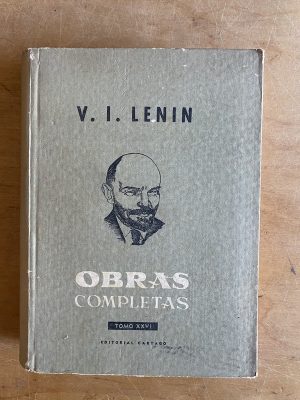 V. I. LENIN
OBRAS
COMPLETAS
TOMO XXVI
EDITORIAL CARTAGO